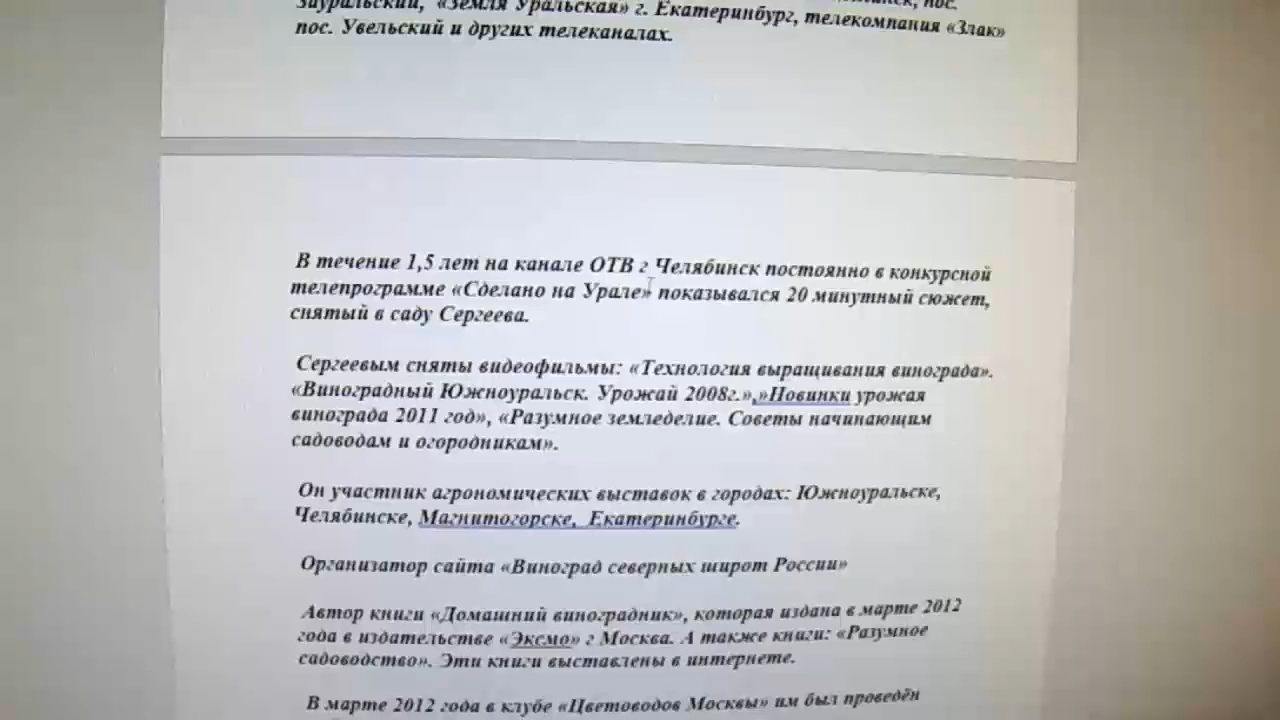 Зауральский, «Земля Уральская» г. Екатеринбург, телекомпания «Злак»
пос. Увельский и других телеканалах.
В течение 1,5 лет на канале ОТВ г Челябинск постоянно в конкурсной
телепрограмме «Сделано на Урале» показывался 20 минутный сюжет,
снятый в саду Сергеева.
Сергеевым сняты видеофильмы: «Технология выращивания винограда».
«Виноградный Южноуральск. Урожай 2008г.»,»Новинки урожая
винограда 2011 год», «Разумное земледелие. Советы начинающим
садоводам и огородникам».
Он участник агрономических выставок в городах: Южноуральске,
Челябинске, Магнитогорске, Екатеринбурге.
Организатор сайта «Виноград северных широт России»
Автор книги «Домашний виноградник», которая издана в марте 2012
года в издательстве «Эксмо» г Москва. А также книги: «Разумное
садоводство». Эти книги выставлены в интернете.
В марте 2012 года в клубе «Цветоводов Москвы» им был проведён